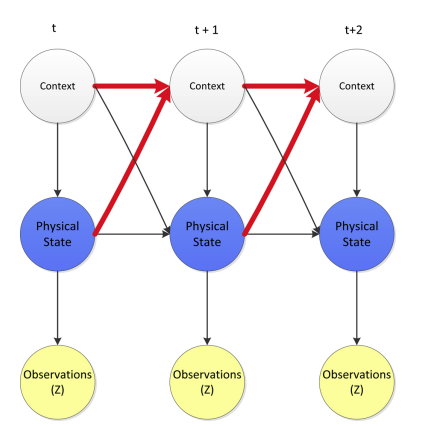 t
t + 1
t+2
Context
Context
Context
Physical
State
Physical
State
Physical
State
Observations
(Z)
Observations
(Z)
Observations
(Z)